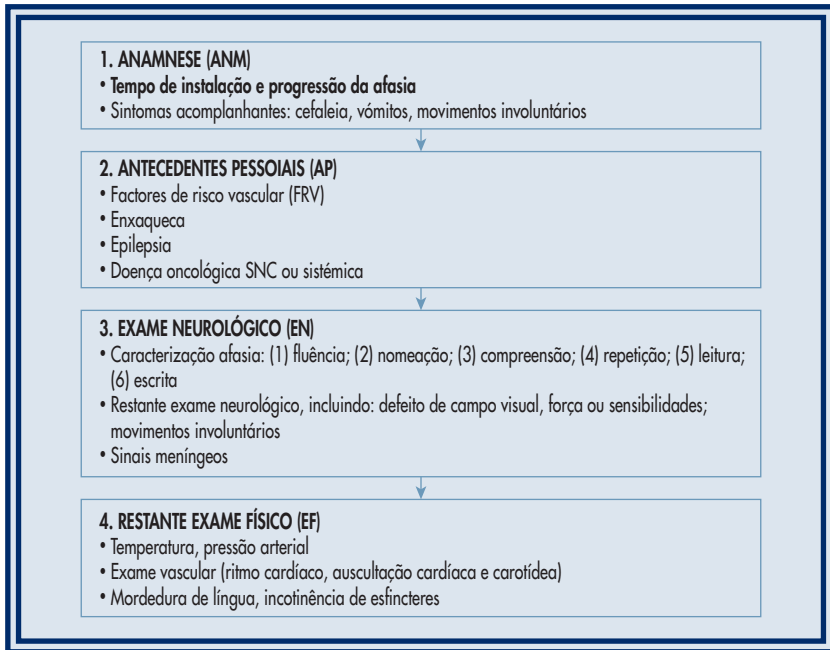 1. ANAMNESE (ANM)
• Tempo de instalação e progressão da afasia
• Sintomas acomplanhantes: cefaleia, vómitos, movimentos involuntários
2. ANTECEDENTES PESSOIAIS (AP)
• Factores de risco vascular (FRV)
• Enxaqueca
• Epilepsia
• Doença oncológica SNC ou sistémica
3. EXAME NEUROLÓGICO (EN)
• Caracterização afasia: (1) fluência; (2) nomeação; (3) compreensão; (4) repetição; (5) leitura;
(6) escrita
• Restante exame neurológico, incluindo: defeito de campo visual, força ou sensibilidades;
movimentos involuntários
• Sinais meníngeos
4. RESTANTE EXAME FÍSICO (EF)
• Temperatura, pressão arterial
• Exame vascular (ritmo cardíaco, auscultação cardíaca e carotídea)
• Mordedura de língua, incotinência de esfincteres